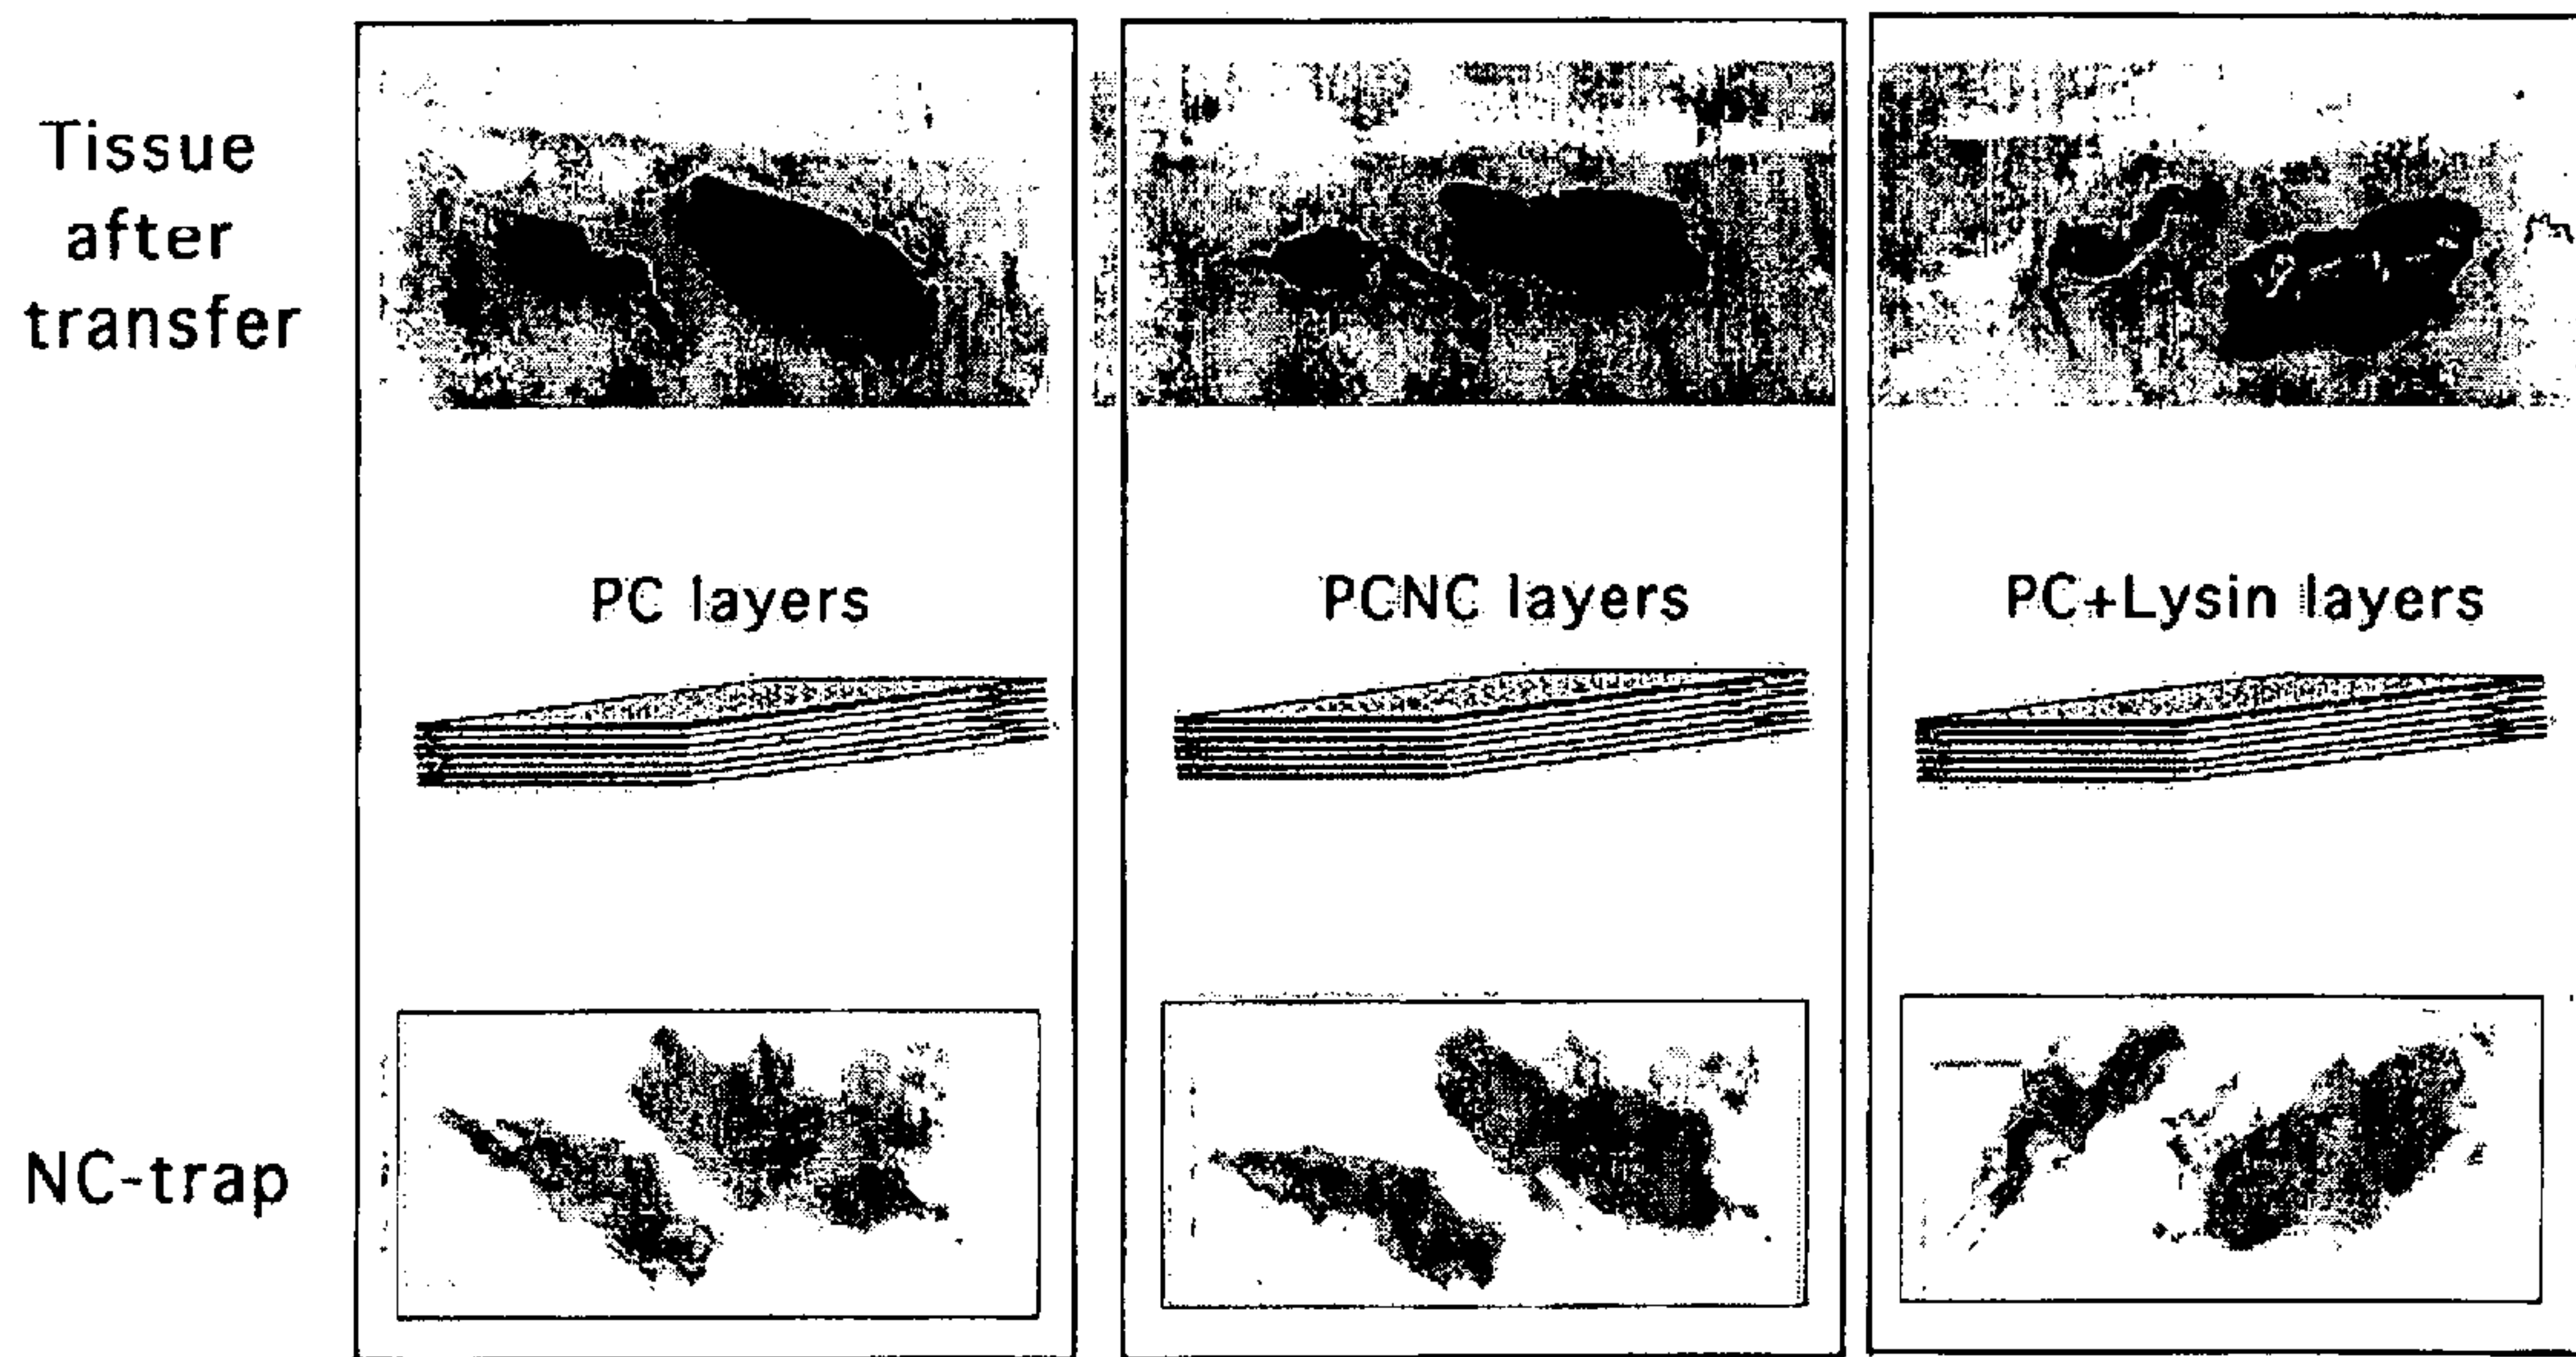 Tissue
after
transfer
PC layers
PCNC layers
PC+Lysin layers
NC-trap